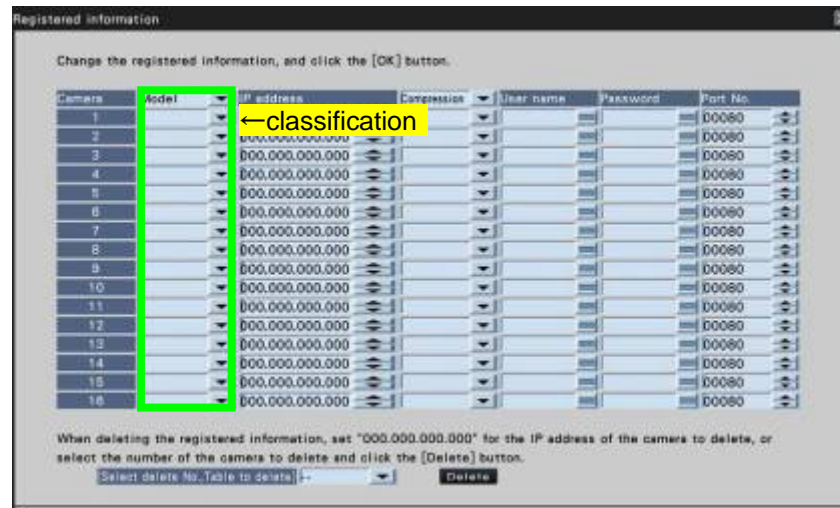 Registered information
Change the registered information, and click the [OK] button.
Camera Model IP address Compression User name Password Port No.
1 ←classification 00080
2 000.000.000.000 00080
3 000.000.000.000 00080
4 000.000.000.000 00080
5 000.000.000.000 00080
6 000.000.000.000 00080
7 000.000.000.000 00080
8 000.000.000.000 00080
9 000.000.000.000 00080
10 000.000.000.000 00080
11 000.000.000.000 00080
12 000.000.000.000 00080
13 000.000.000.000 00080
14 000.000.000.000 00080
15 000.000.000.000 00080
16 000.000.000.000 00080
When deleting the registered information, set "000.000.000.000" for the IP address of the camera to delete, or
select the number of the camera to delete and click the [Delete] button.
Select delete No.,Table to delete] -- Delete